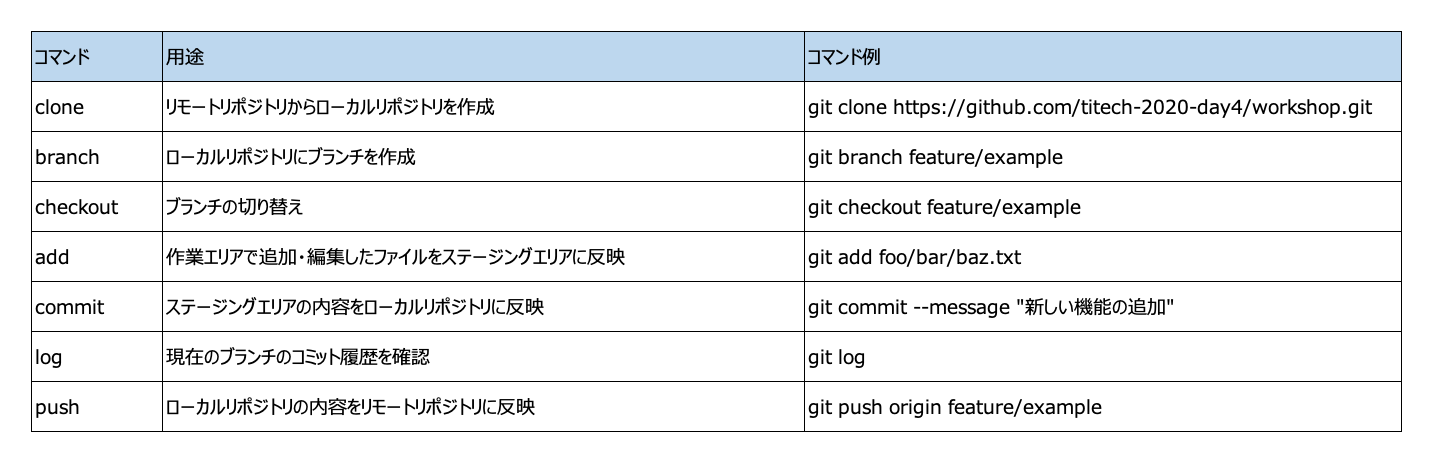 コマンド 用途 コマンド例
clone リモートリポジトリからローカルリポジトリを作成 git clone https://github.com/titech-2020-day4/workshop.git
branch ローカルリポジトリにブランチを作成 git branch feature/example
checkout ブランチの切り替え git checkout feature/example
add 作業エリアで追加・編集したファイルをステージングエリアに反映 git add foo/bar/baz.txt
commit ステージングエリアの内容をローカルリポジトリに反映 git commit --message "新しい機能の追加"
log 現在のブランチのコミット履歴を確認 git log
push ローカルリポジトリの内容をリモートリポジトリに反映 git push origin feature/example